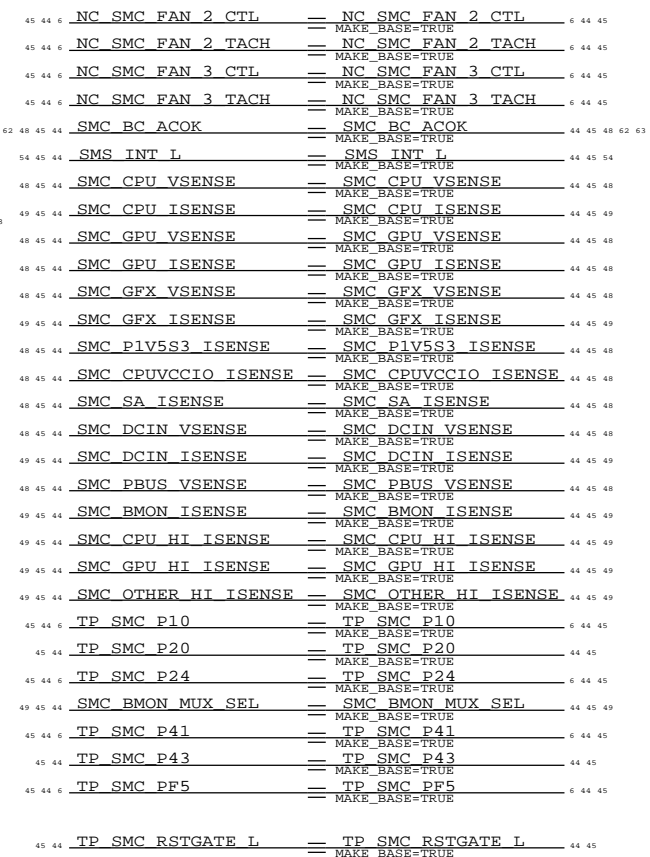 45 44 6 NC_SMC_FAN_2_CTL NC_SMC_FAN_2_CTL 6 44 45
MAKE_BASE=TRUE
45 44 6 NC_SMC_FAN_2_TACH NC_SMC_FAN_2_TACH 6 44 45
MAKE_BASE=TRUE
45 44 6 NC_SMC_FAN_3_CTL NC_SMC_FAN_3_CTL 6 44 45
MAKE_BASE=TRUE
45 44 6 NC_SMC_FAN_3_TACH NC_SMC_FAN_3_TACH 6 44 45
MAKE_BASE=TRUE
62 48 45 44 SMC_BC_ACOK SMC_BC_ACOK 44 45 48 62 63
MAKE_BASE=TRUE
54 45 44 SMS_INT_L SMS_INT_L 44 45 54
MAKE_BASE=TRUE
48 45 44 SMC_CPU_VSENSE SMC_CPU_VSENSE 44 45 48
MAKE_BASE=TRUE
49 45 44 SMC_CPU_ISENSE SMC_CPU_ISENSE 44 45 49
MAKE_BASE=TRUE
48 45 44 SMC_GPU_VSENSE SMC_GPU_VSENSE 44 45 48
MAKE_BASE=TRUE
48 45 44 SMC_GPU_ISENSE SMC_GPU_ISENSE 44 45 48
MAKE_BASE=TRUE
48 45 44 SMC_GFX_VSENSE SMC_GFX_VSENSE 44 45 48
MAKE_BASE=TRUE
49 45 44 SMC_GFX_ISENSE SMC_GFX_ISENSE 44 45 49
MAKE_BASE=TRUE
48 45 44 SMC_P1V5S3_ISENSE SMC_P1V5S3_ISENSE 44 45 48
MAKE_BASE=TRUE
48 45 44 SMC_CPUVCCIO_ISENSE SMC_CPUVCCIO_ISENSE 44 45 48
MAKE_BASE=TRUE
48 45 44 SMC_SA_ISENSE SMC_SA_ISENSE 44 45 48
MAKE_BASE=TRUE
48 45 44 SMC_DCIN_VSENSE SMC_DCIN_VSENSE 44 45 48
MAKE_BASE=TRUE
49 45 44 SMC_DCIN_ISENSE SMC_DCIN_ISENSE 44 45 49
MAKE_BASE=TRUE
48 45 44 SMC_PBUS_VSENSE SMC_PBUS_VSENSE 44 45 48
MAKE_BASE=TRUE
49 45 44 SMC_BMON_ISENSE SMC_BMON_ISENSE 44 45 49
MAKE_BASE=TRUE
49 45 44 SMC_CPU_HI_ISENSE SMC_CPU_HI_ISENSE 44 45 49
MAKE_BASE=TRUE
49 45 44 SMC_GPU_HI_ISENSE SMC_GPU_HI_ISENSE 44 45 49
MAKE_BASE=TRUE
49 45 44 SMC_OTHER_HI_ISENSE SMC_OTHER_HI_ISENSE 44 45 49
MAKE_BASE=TRUE
45 44 6 TP_SMC_P10 TP_SMC_P10 6 44 45
MAKE_BASE=TRUE
45 44 TP_SMC_P20 TP_SMC_P20 44 45
MAKE_BASE=TRUE
45 44 6 TP_SMC_P24 TP_SMC_P24 6 44 45
MAKE_BASE=TRUE
49 45 44 SMC_BMON_MUX_SEL SMC_BMON_MUX_SEL 44 45 49
MAKE_BASE=TRUE
45 44 6 TP_SMC_P41 TP_SMC_P41 6 44 45
MAKE_BASE=TRUE
45 44 TP_SMC_P43 TP_SMC_P43 44 45
MAKE_BASE=TRUE
45 44 6 TP_SMC_PF5 TP_SMC_PF5 6 44 45
MAKE_BASE=TRUE
45 44 TP_SMC_RSTGATE_L TP_SMC_RSTGATE_L 44 45
MAKE_BASE=TRUE